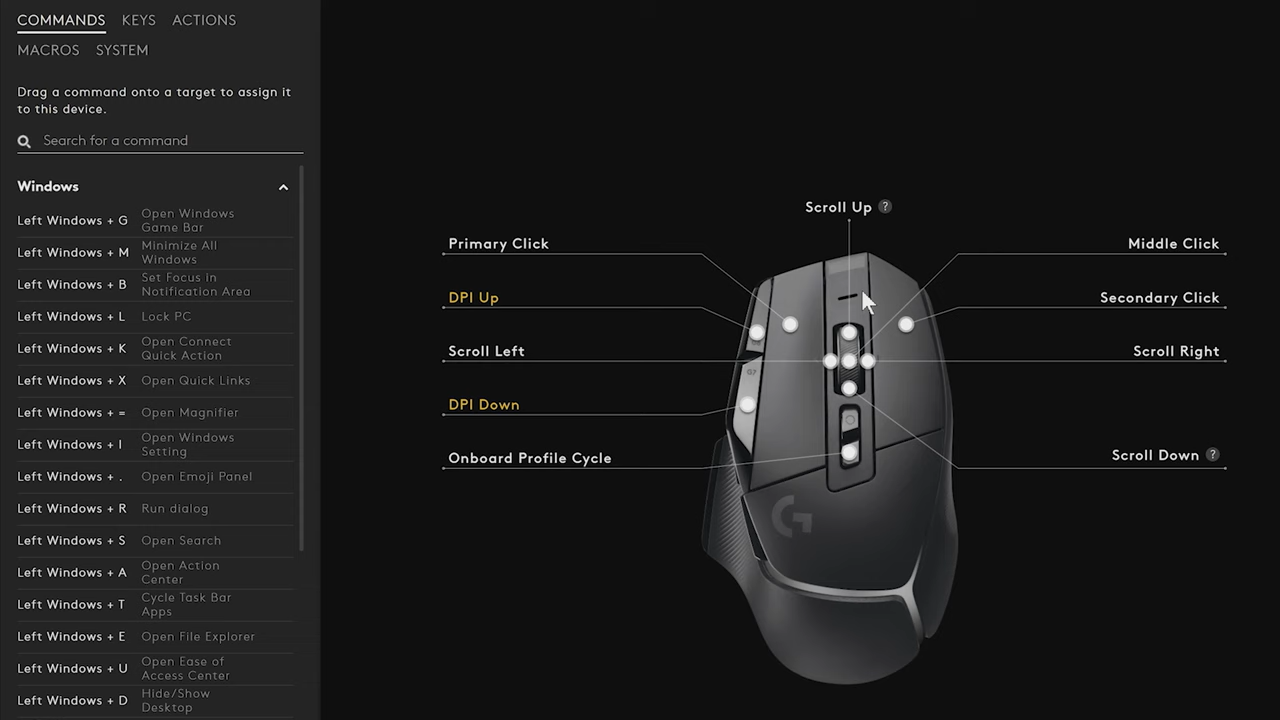 COMMANDS KEYS ACTIONS
MACROS SYSTEM
Drag a command onto a target to assign it
to this device.
Search for a command
Windows
Left Windows + G Open Windows
Game Bar
Left Windows + M Minimize All
Windows
Left Windows + B Set Focus in
Notification Area
Left Windows + L Lock PC
Left Windows + K Open Connect
Quick Action
Left Windows + X Open Quick Links
Left Windows + = Open Magnifier
Left Windows + I Open Windows
Setting
Left Windows + . Open Emoji Panel
Left Windows + R Run dialog
Left Windows + S Open Search
Left Windows + A Open Action
Center
Left Windows + T Cycle Task Bar
Apps
Left Windows + E Open File Explorer
Left Windows + U Open Ease of
Access Center
Left Windows + D Hide/Show
Desktop
Scroll Up ?
Primary Click
DPI Up
Scroll Left
DPI Down
Onboard Profile Cycle
Middle Click
Secondary Click
Scroll Right
Scroll Down ?
G7
G